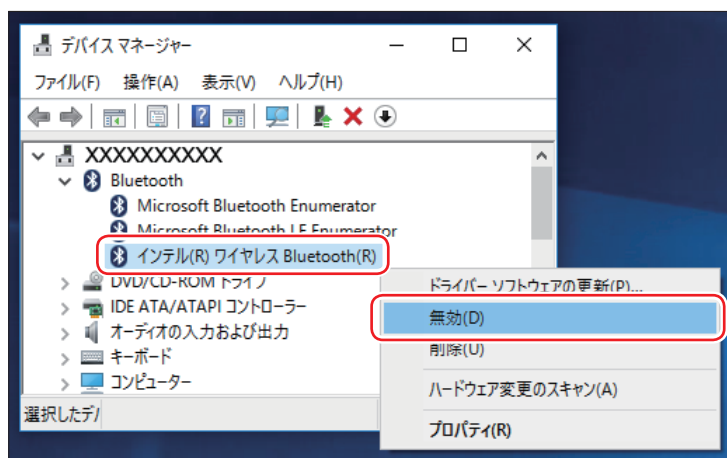 デバイス マネージャー
ファイル(F) 操作(A) 表示(V) ヘルプ(H)
XXXXXXXXXX
Bluetooth
Microsoft Bluetooth Enumerator
Microsoft Bluetooth LE Enumerator
インテル(R) ワイヤレス Bluetooth(R)
DVD/CD-ROM ドライブ
IDE ATA/ATAPI コントローラー
オーディオの入力および出力
キーボード
コンピューター
選択したデバ
ドライバー ソフトウェアの更新(P)...
無効(D)
削除(U)
ハードウェア変更のスキャン(A)
プロパティ(R)